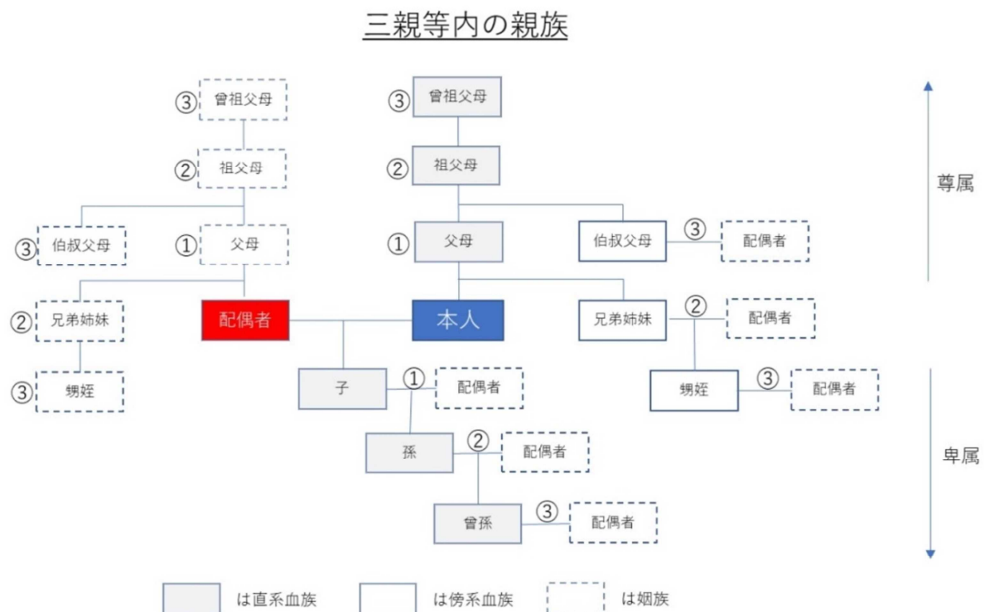 三親等内の親族
③ 曾祖父母 ③ 曾祖父母
② 祖父母 ② 祖父母
尊属
③ 伯叔父母 ① 父母 ① 父母 伯叔父母 ③ 配偶者
② 兄弟姉妹 配偶者 本人 兄弟姉妹 ② 配偶者
③ 甥姪 子 ① 配偶者 甥姪 ③ 配偶者
孫 ② 配偶者
卑属
曾孫 ③ 配偶者
は直系血族 は傍系血族 は姻族